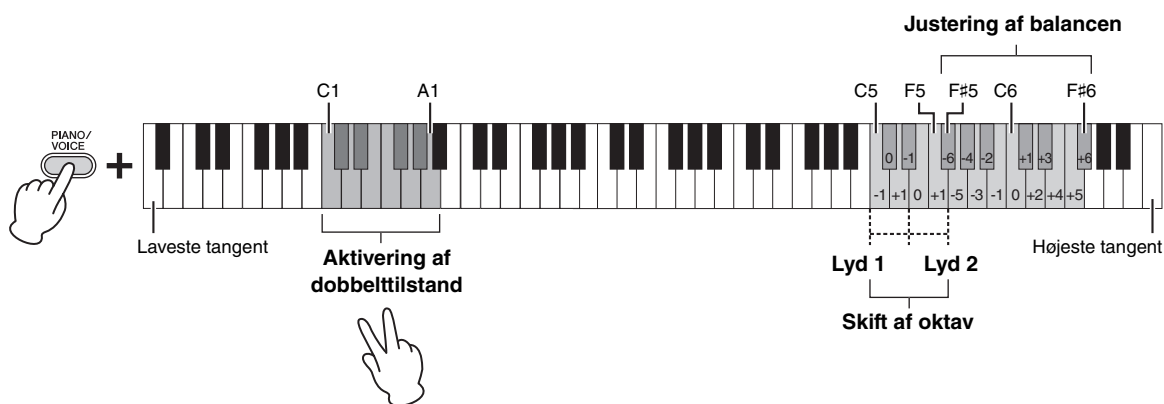 Justering af balancen
C1 A1 C5 F5 F♯5 C6 F♯6
PIANO/
VOICE
+
0 -1 -6 -4 -2 +1 +3 +6
-1 +1 0 +1 -5 -3 -1 0 +2 +4 +5
Laveste tangent Højeste tangent
Aktivering af
dobbelttilstand
Lyd 1 Lyd 2
Skift af oktav